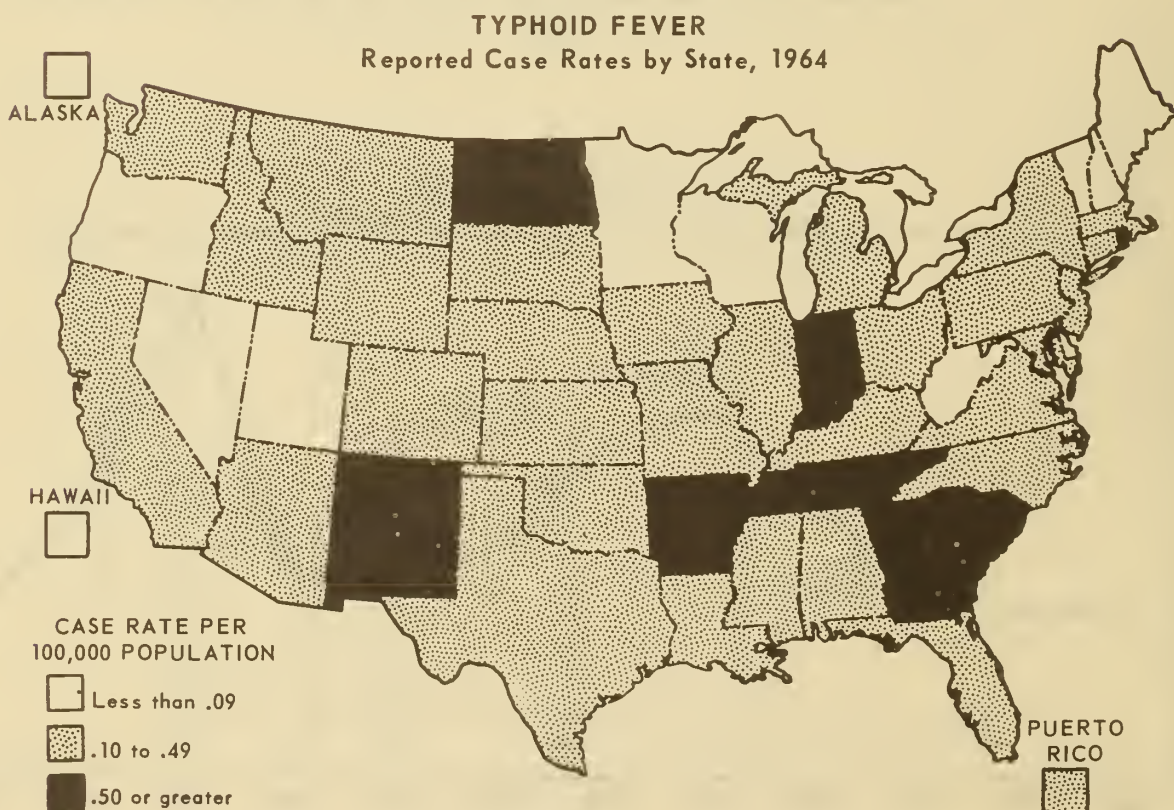 TYPHOID FEVER
Reported Case Rates by State, 1964
ALASKA
HAWAII
CASE RATE PER
100,000 POPULATION
Less than .09
.10 to .49
.50 or greater
PUERTO
RICO